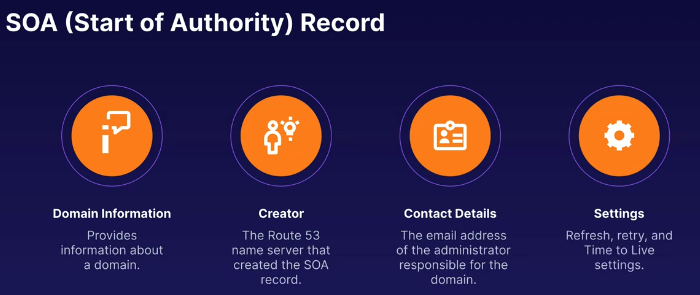 SOA (Start of Authority) Record
Domain Information
Provides
information about
a domain.
Creator
The Route 53
name server that
created the SOA
record.
Contact Details
The email address
of the administrator
responsible for the
domain.
Settings
Refresh, retry, and
Time to Live
settings.